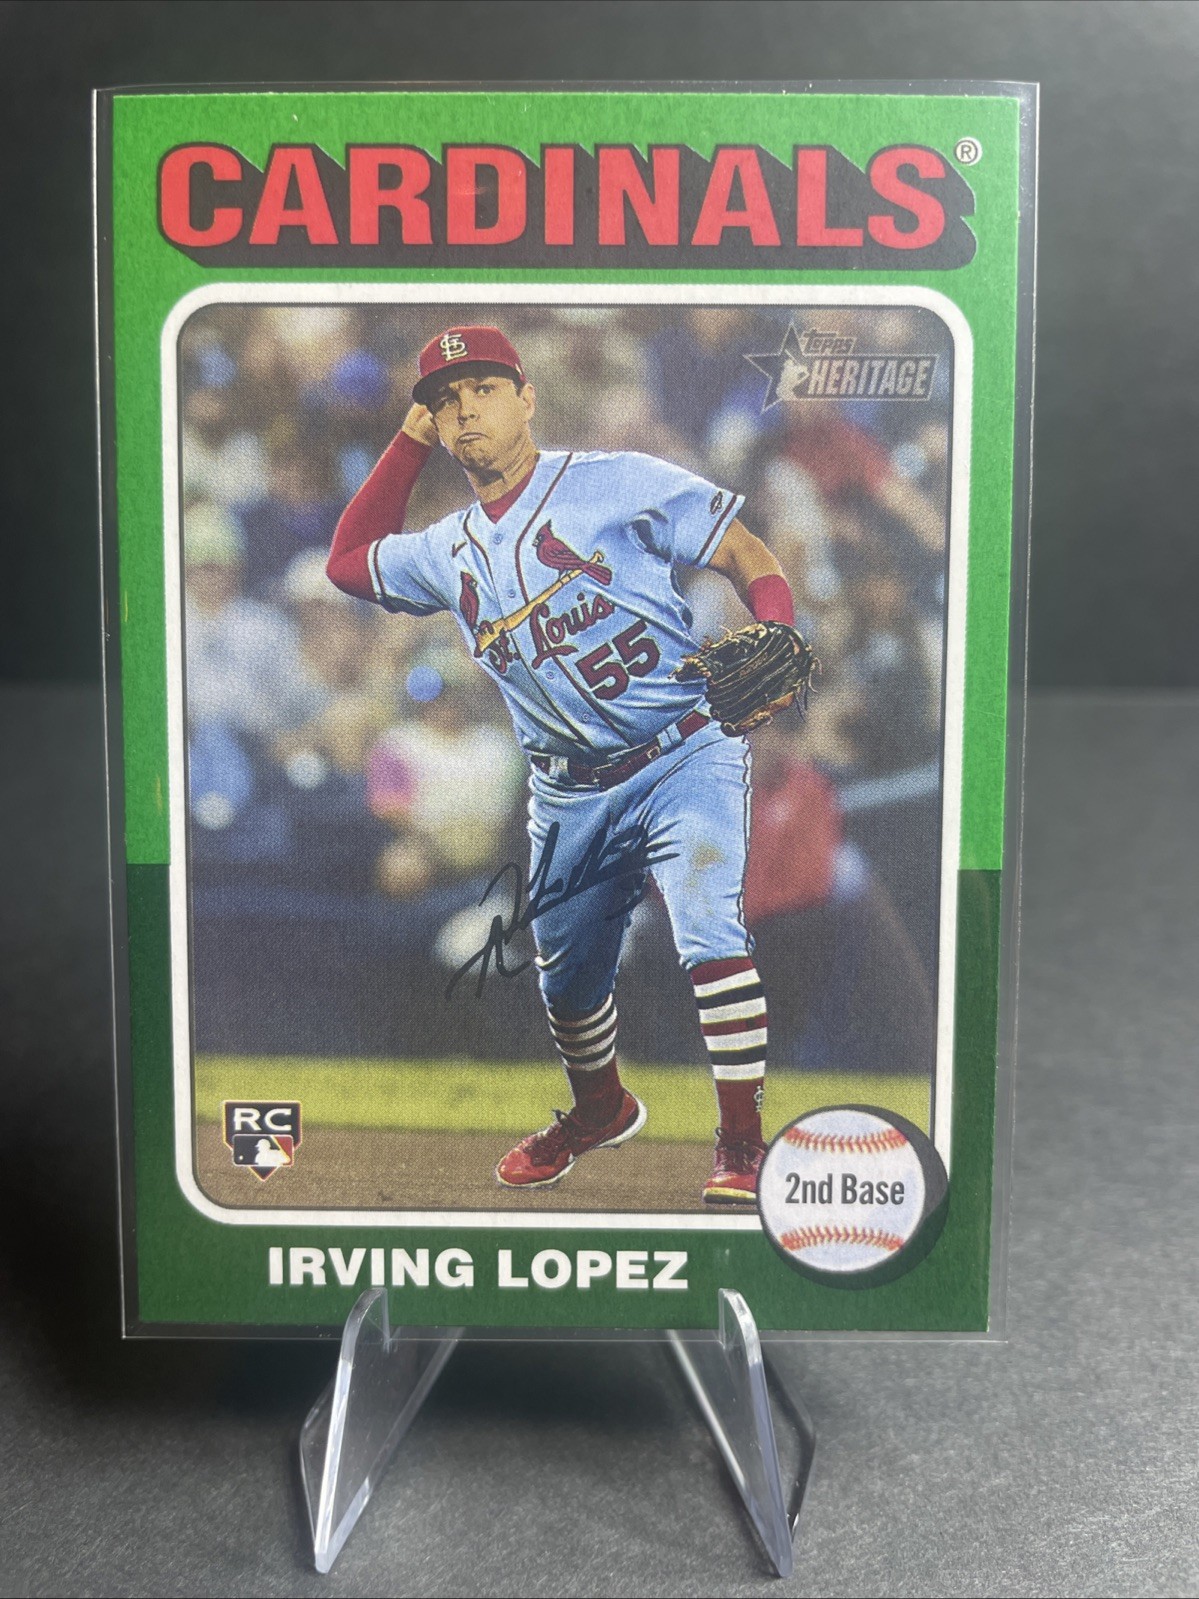 CARDINALS®
TOPPS
HERITAGE
STL
St. Louis
55
RC
2nd Base
IRVING LOPEZ